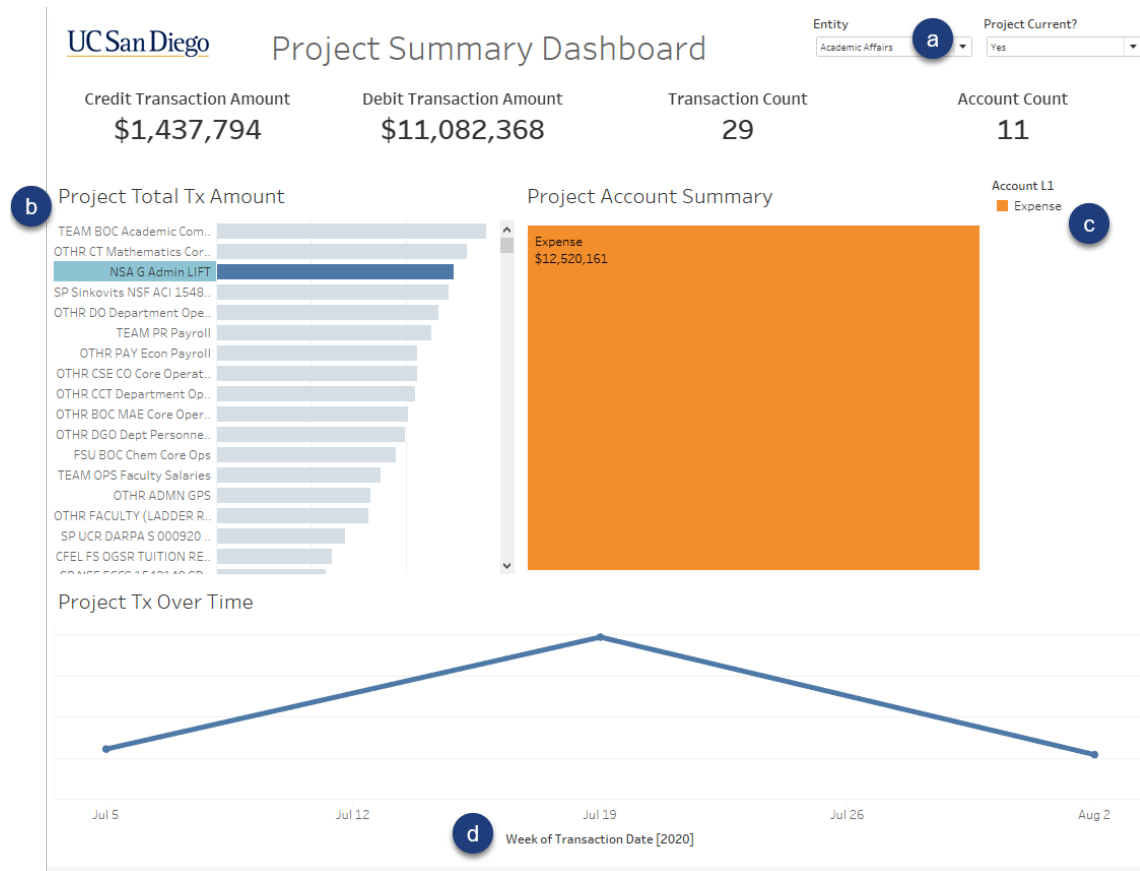 UC San Diego
Project Summary Dashboard
Entity
Academic Affairs
a
Project Current?
Yes
Credit Transaction Amount
$1,437,794
Debit Transaction Amount
$11,082,368
Transaction Count
29
Account Count
11
b
Project Total Tx Amount
TEAM BOC Academic Com..
OTHR CT Mathematics Cor..
NSA G Admin LIFT
SP Sinkovits NSF ACI 1548..
OTHR DO Department Ope..
TEAM PR Payroll
OTHR PAY Econ Payroll
OTHR CSE CO Core Operat..
OTHR CCT Department Op..
OTHR BOC MAE Core Oper..
OTHR DGO Dept Personne..
FSU BOC Chem Core Ops
TEAM OPS Faculty Salaries
OTHR ADMN GPS
OTHR FACULTY (LADDER R..
SP UCR DARPA S 000920 ..
CFEL FS OGSR TUITION RE..
Project Account Summary
Expense
$12,520,161
Account L1
Expense
c
Project Tx Over Time
Jul 5
Jul 12
Jul 19
Jul 26
Aug 2
d
Week of Transaction Date [2020]